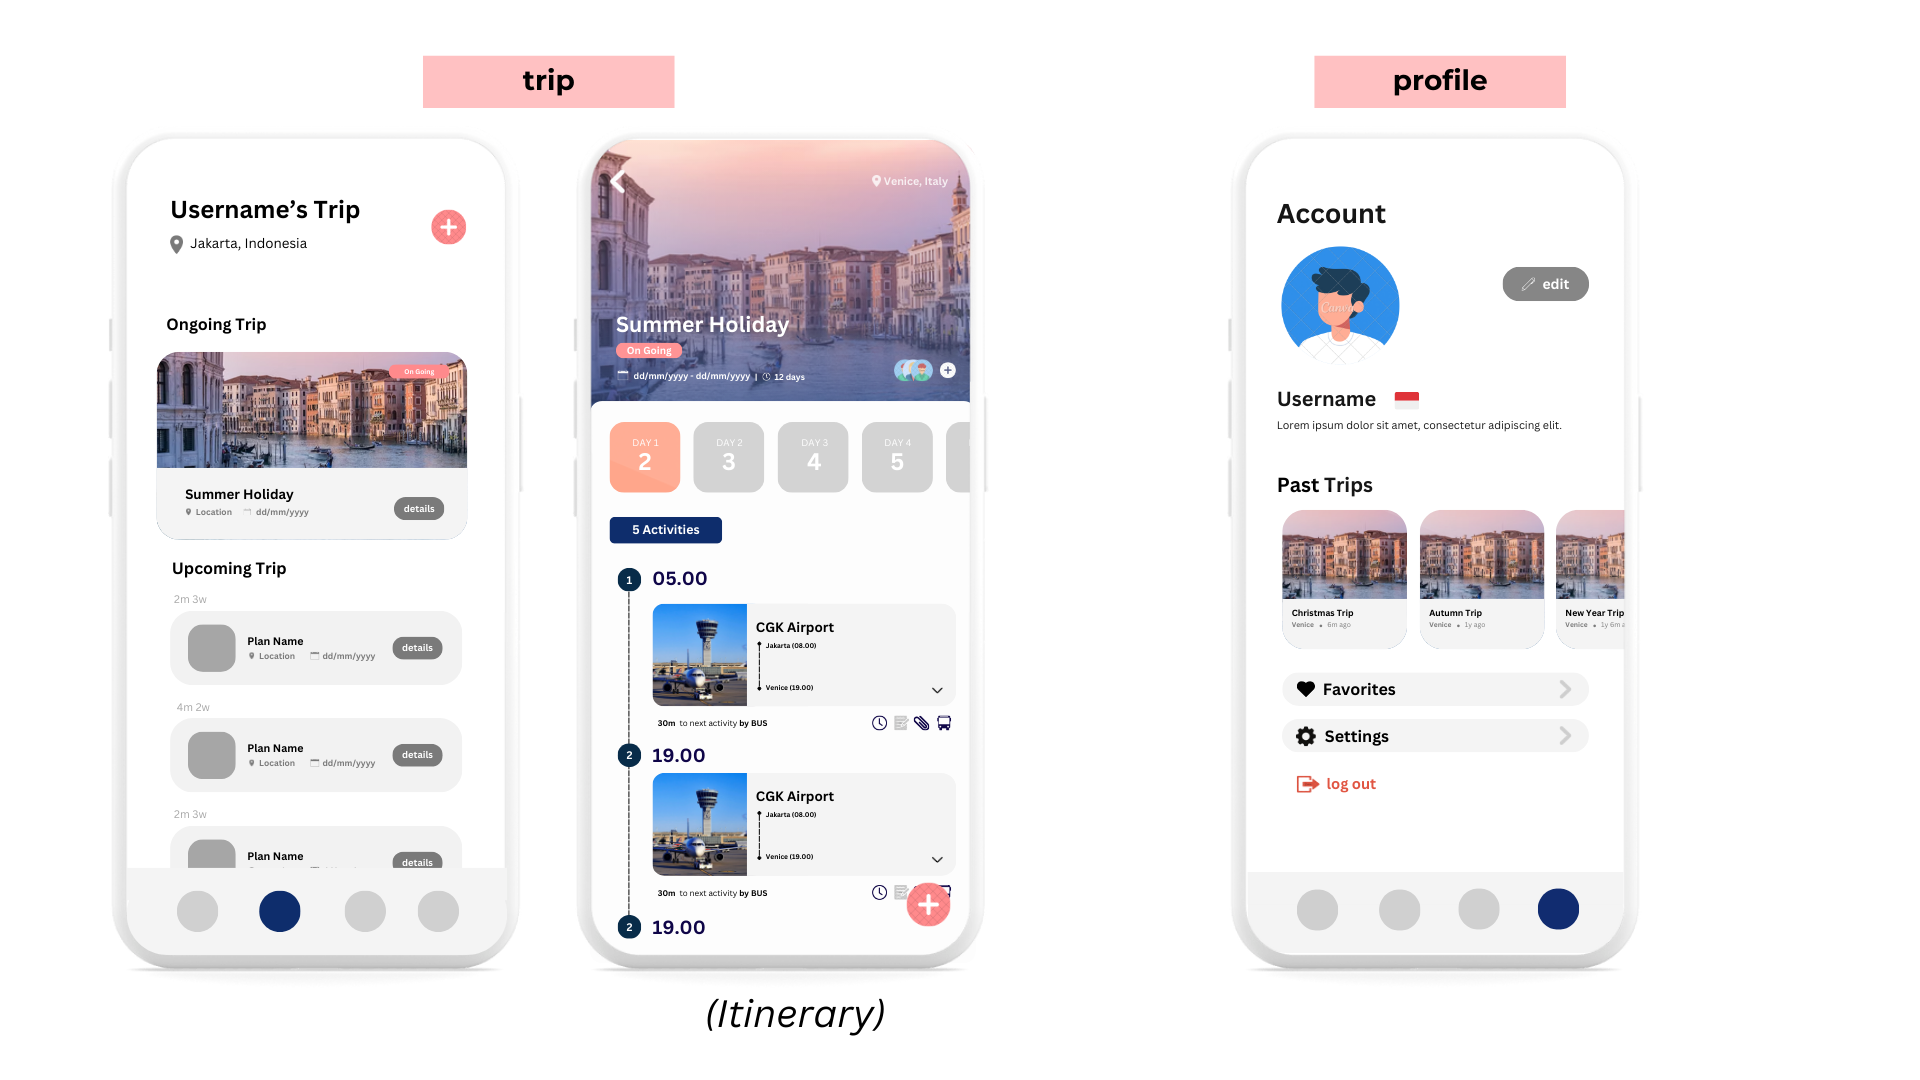 trip
profile
Username's Trip
Jakarta, Indonesia
Ongoing Trip
On Going
Summer Holiday
Location dd/mm/yyyy
details
Upcoming Trip
2m 3w
Plan Name
Location dd/mm/yyyy
details
4m 2w
Plan Name
Location dd/mm/yyyy
details
2m 3w
Plan Name
details
Venice, Italy
Summer Holiday
On Going
dd/mm/yyyy - dd/mm/yyyy | 12 days
DAY 1
2
DAY 2
3
DAY 3
4
DAY 4
5
5 Activities
1 05.00
CGK Airport
Jakarta (08.00)
Venice (19.00)
30m to next activity by BUS
2 19.00
CGK Airport
Jakarta (08.00)
Venice (19.00)
30m to next activity by BUS
2 19.00
(Itinerary)
Account
Canva
edit
Username
Lorem ipsum dolor sit amet, consectetur adipiscing elit.
Past Trips
Christmas Trip
Venice • 6m ago
Autumn Trip
Venice • 1y ago
New Year Trip
Venice • 1y 6m a
Favorites
Settings
log out